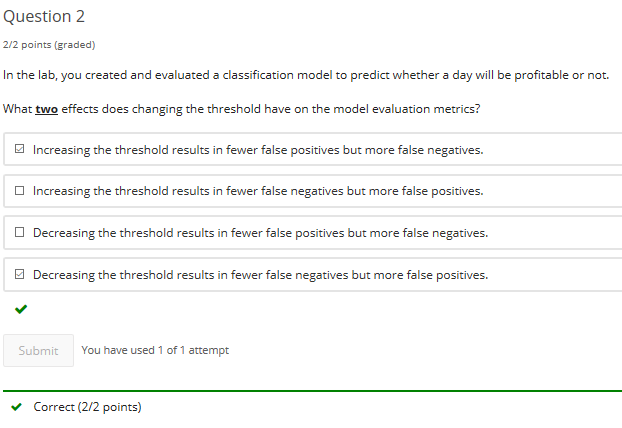 Question 2
2/2 points (graded)
In the lab, you created and evaluated a classification model to predict whether a day will be profitable or not.
What two effects does changing the threshold have on the model evaluation metrics?
Increasing the threshold results in fewer false positives but more false negatives.
Increasing the threshold results in fewer false negatives but more false positives.
Decreasing the threshold results in fewer false positives but more false negatives.
Decreasing the threshold results in fewer false negatives but more false positives.
Submit You have used 1 of 1 attempt
Correct (2/2 points)